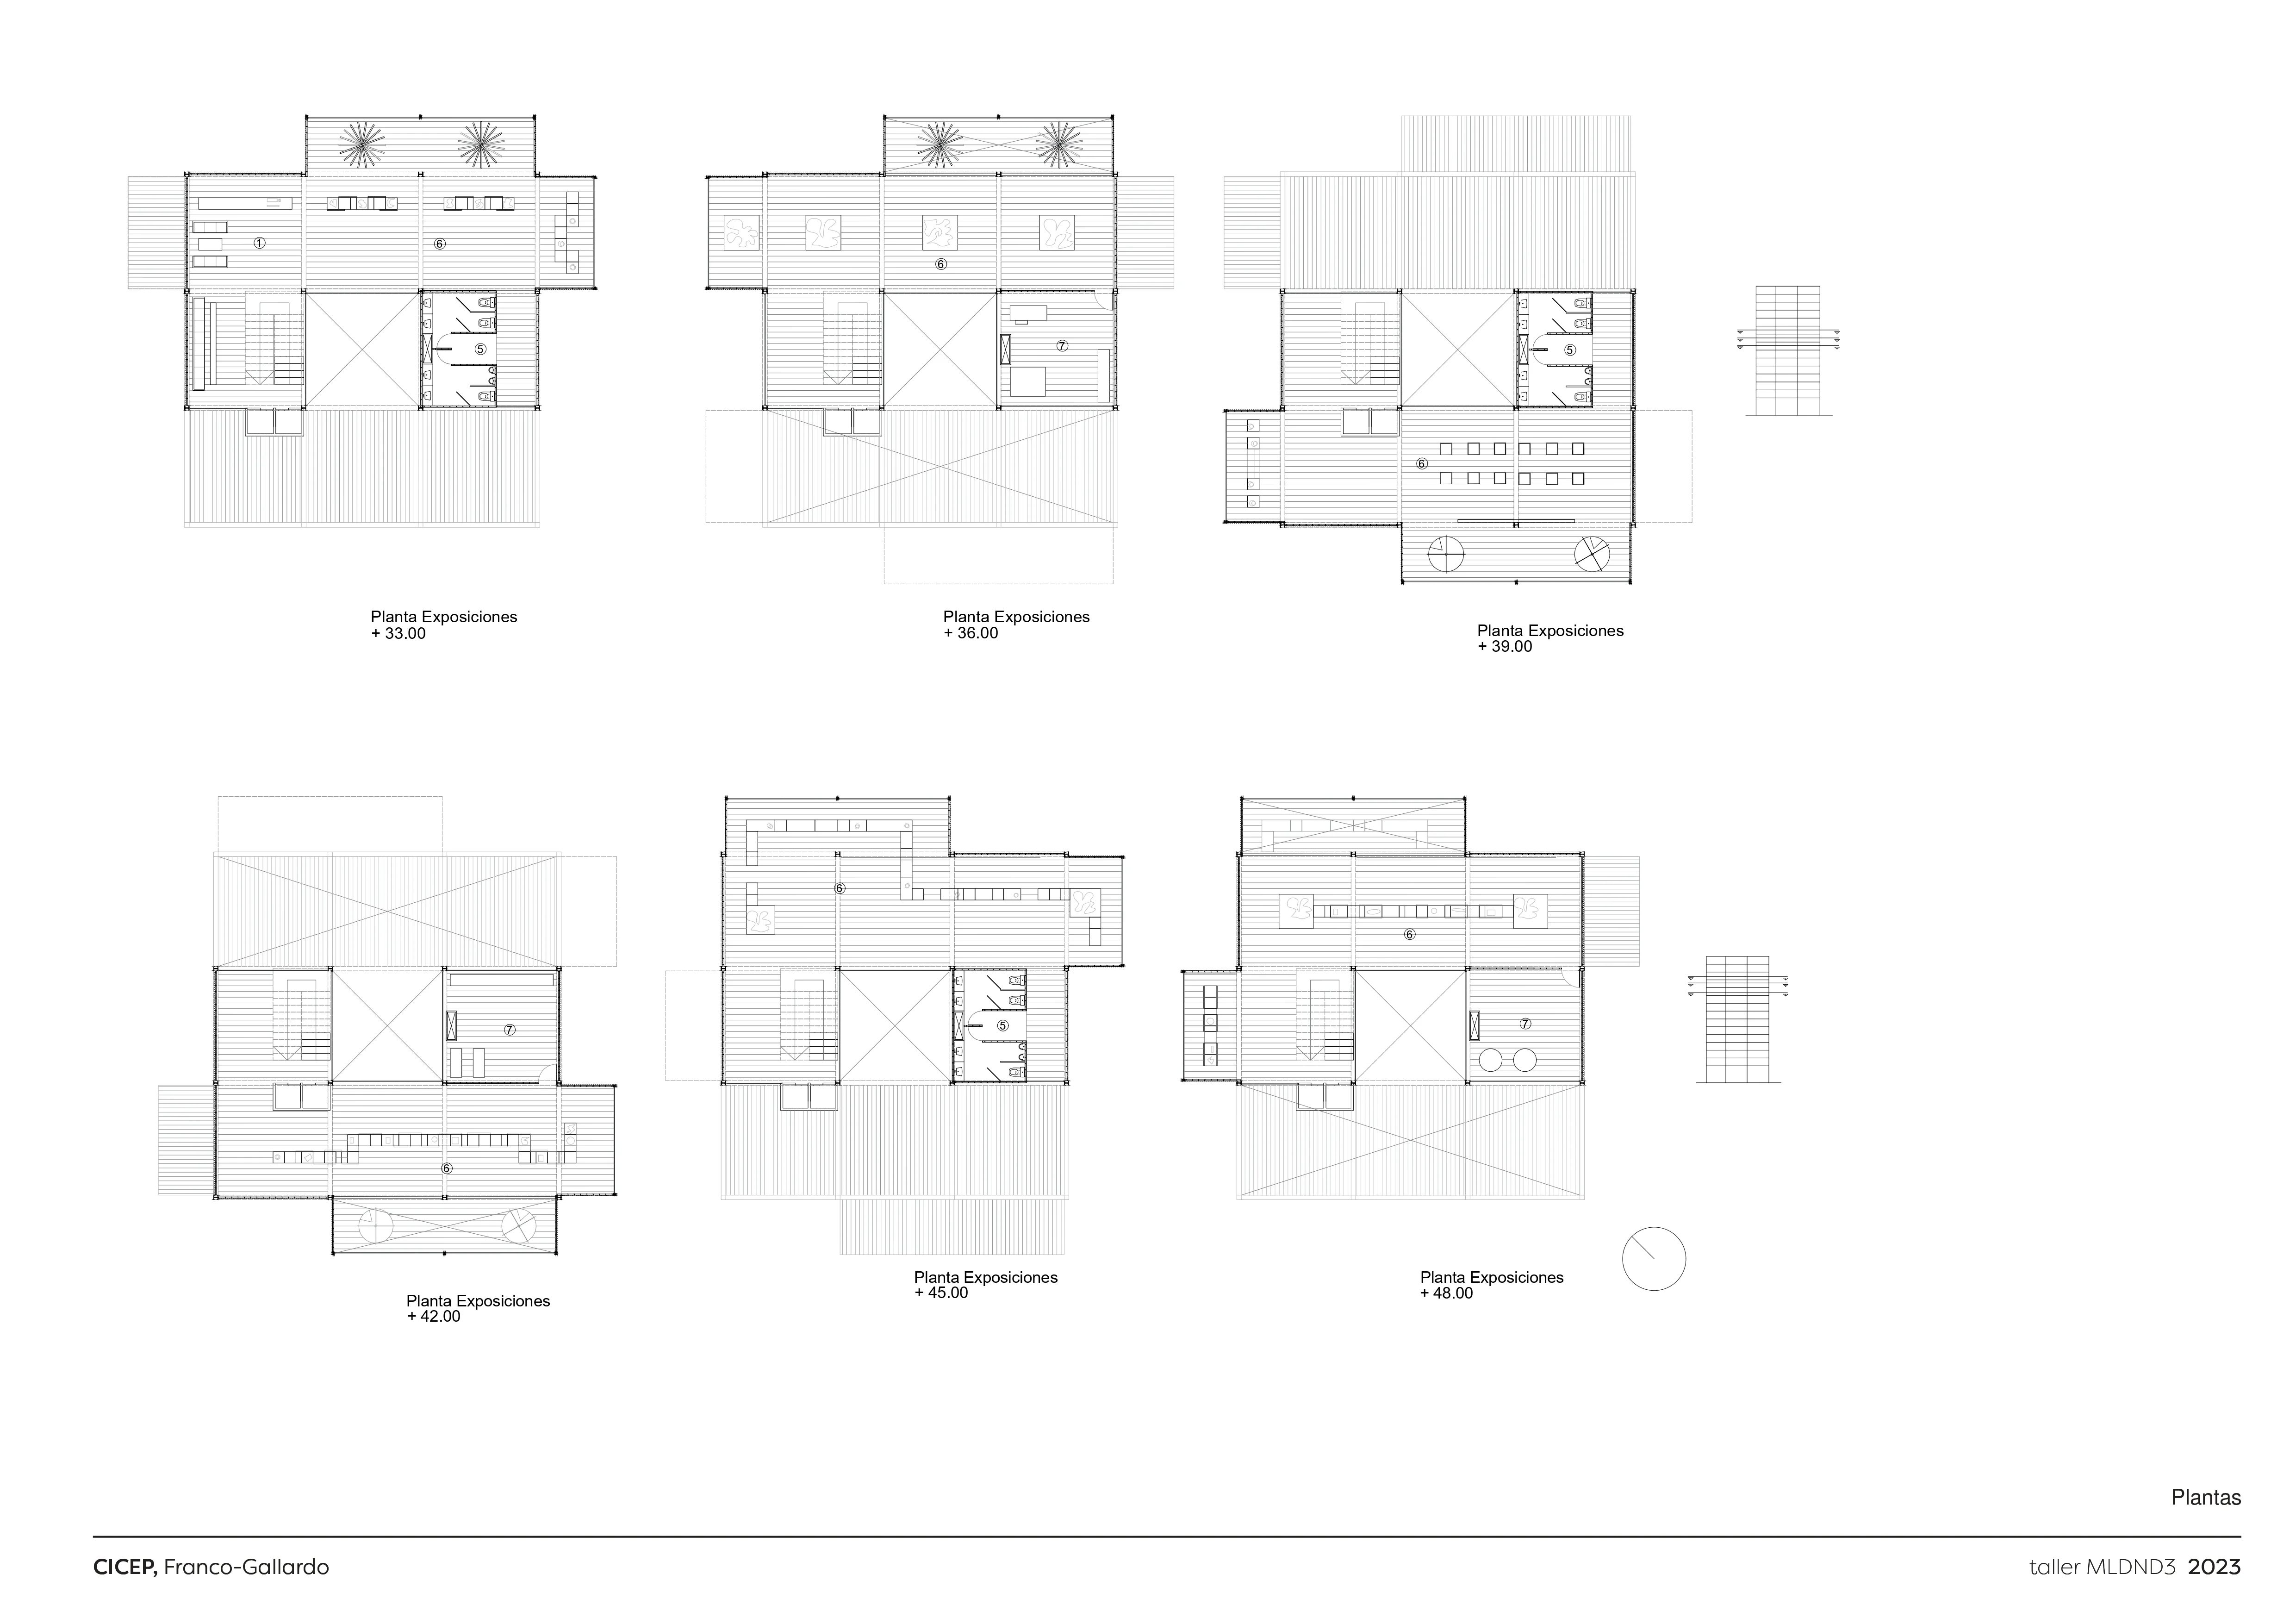 1
6
5
6
7
5
6
Planta Exposiciones
+ 33.00
Planta Exposiciones
+ 36.00
Planta Exposiciones
+ 39.00
7
6
6
5
6
7
Planta Exposiciones
+ 42.00
Planta Exposiciones
+ 45.00
Planta Exposiciones
+ 48.00
Plantas
CICEP, Franco-Gallardo
taller MLDND3 2023